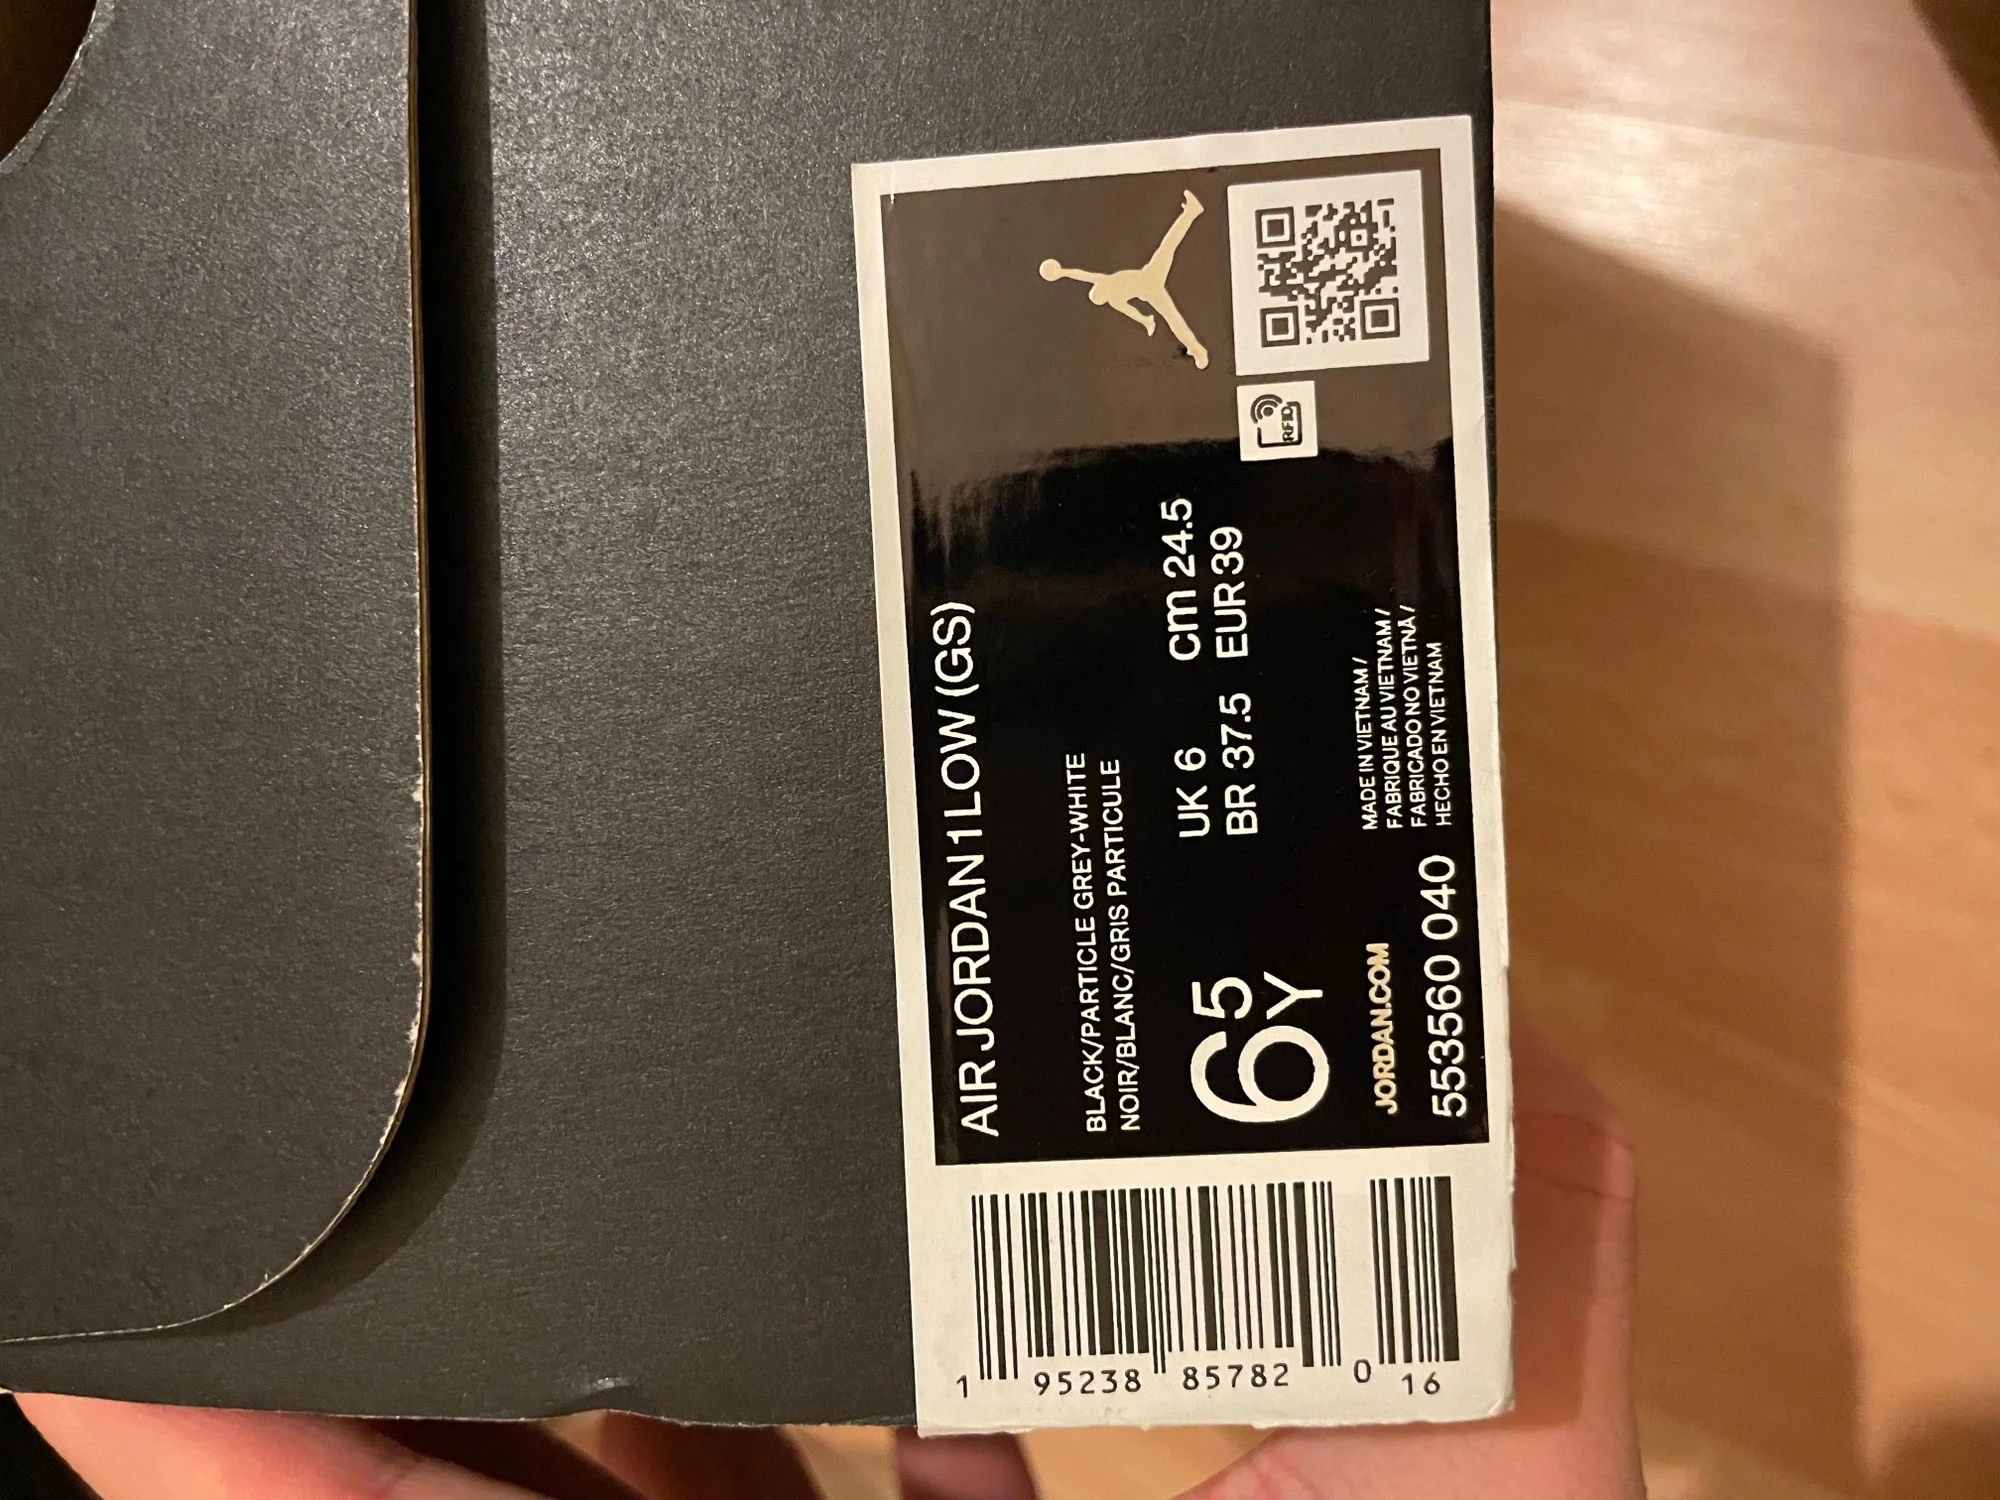 AIR JORDAN 1 LOW (GS)
BLACK/PARTICLE GREY-WHITE
NOIR/BLANC/GRIS PARTICULE
6 5 Y
UK 6 cm 24.5
BR 37.5 EUR 39
RFID
JORDAN.COM
553560 040
MADE IN VIETNAM /
FABRIQUE AU VIETNAM /
FABRICADO NO VIETNÃ /
HECHO EN VIETNAM
1 95238 85782 0 16